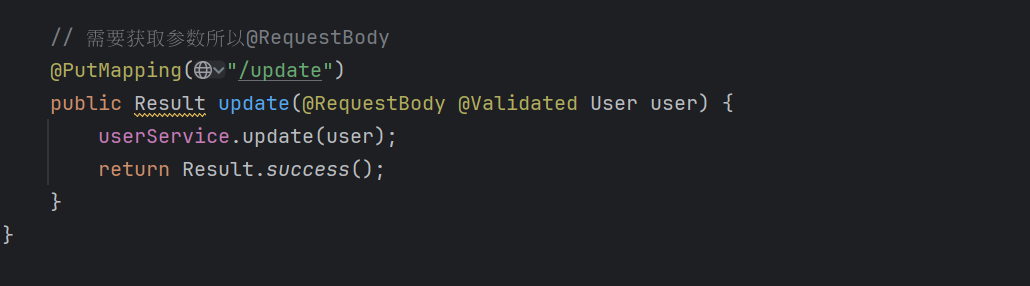 // 需要获取参数所以@RequestBody
@PutMapping("/update")
public Result update(@RequestBody @Validated User user) {
userService.update(user);
return Result.success();
}
}